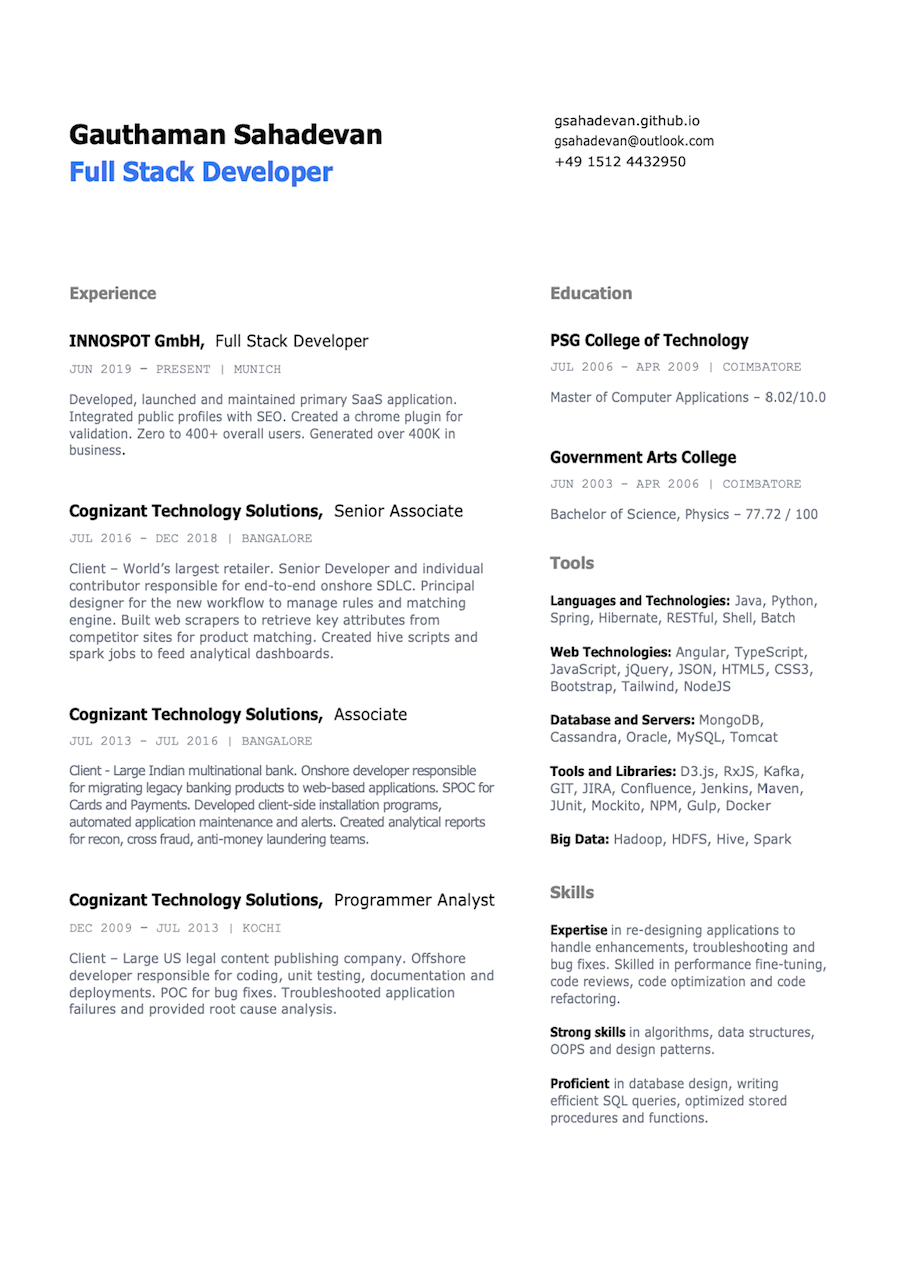 Gauthaman Sahadevan
Full Stack Developer
gsahadevan.github.io
gsahadevan@outlook.com
+49 1512 4432950
Experience
INNOSPOT GmbH, Full Stack Developer
JUN 2019 – PRESENT | MUNICH
Developed, launched and maintained primary SaaS application.
Integrated public profiles with SEO. Created a chrome plugin for
validation. Zero to 400+ overall users. Generated over 400K in
business.
Cognizant Technology Solutions, Senior Associate
JUL 2016 – DEC 2018 | BANGALORE
Client – World’s largest retailer. Senior Developer and individual
contributor responsible for end-to-end onshore SDLC. Principal
designer for the new workflow to manage rules and matching
engine. Built web scrapers to retrieve key attributes from
competitor sites for product matching. Created hive scripts and
spark jobs to feed analytical dashboards.
Cognizant Technology Solutions, Associate
JUL 2013 – JUL 2016 | BANGALORE
Client - Large Indian multinational bank. Onshore developer responsible
for migrating legacy banking products to web-based applications. SPOC for
Cards and Payments. Developed client-side installation programs,
automated application maintenance and alerts. Created analytical reports
for recon, cross fraud, anti-money laundering teams.
Cognizant Technology Solutions, Programmer Analyst
DEC 2009 – JUL 2013 | KOCHI
Client – Large US legal content publishing company. Offshore
developer responsible for coding, unit testing, documentation and
deployments. POC for bug fixes. Troubleshooted application
failures and provided root cause analysis.
Education
PSG College of Technology
JUL 2006 – APR 2009 | COIMBATORE
Master of Computer Applications – 8.02/10.0
Government Arts College
JUN 2003 – APR 2006 | COIMBATORE
Bachelor of Science, Physics – 77.72 / 100
Tools
Languages and Technologies: Java, Python,
Spring, Hibernate, RESTful, Shell, Batch
Web Technologies: Angular, TypeScript,
JavaScript, jQuery, JSON, HTML5, CSS3,
Bootstrap, Tailwind, NodeJS
Database and Servers: MongoDB,
Cassandra, Oracle, MySQL, Tomcat
Tools and Libraries: D3.js, RxJS, Kafka,
GIT, JIRA, Confluence, Jenkins, Maven,
JUnit, Mockito, NPM, Gulp, Docker
Big Data: Hadoop, HDFS, Hive, Spark
Skills
Expertise in re-designing applications to
handle enhancements, troubleshooting and
bug fixes. Skilled in performance fine-tuning,
code reviews, code optimization and code
refactoring.
Strong skills in algorithms, data structures,
OOPS and design patterns.
Proficient in database design, writing
efficient SQL queries, optimized stored
procedures and functions.